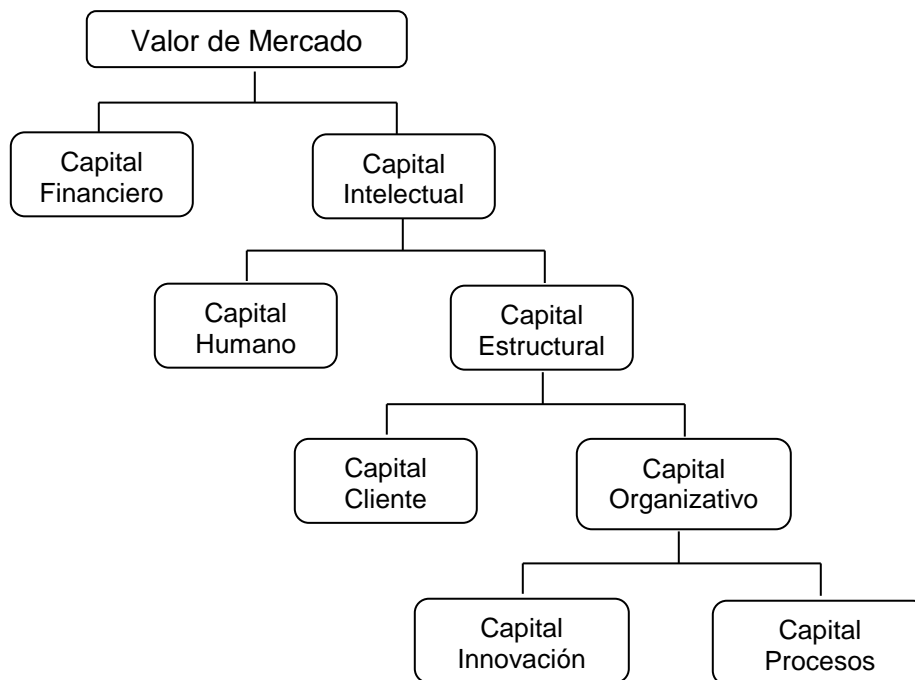 Valor de Mercado
Capital
Financiero
Capital
Intelectual
Capital
Humano
Capital
Estructural
Capital
Cliente
Capital
Organizativo
Capital
Innovación
Capital
Procesos